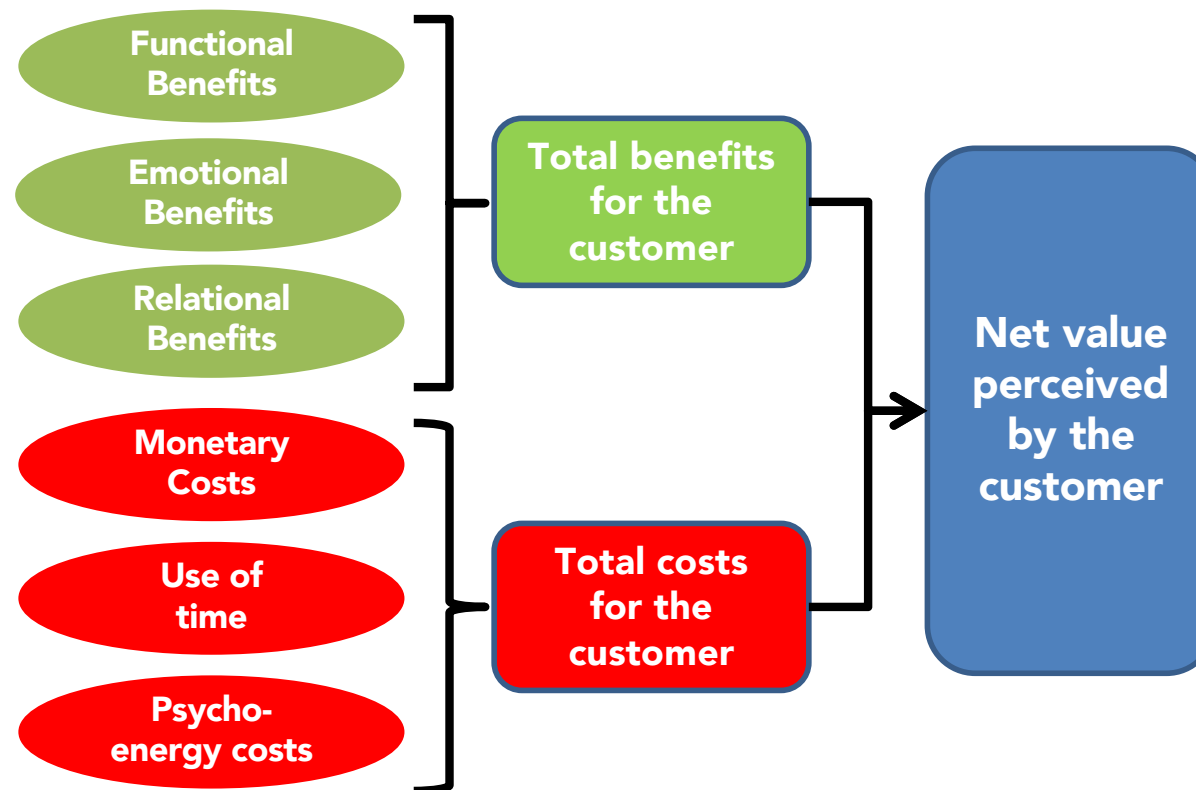 Functional
Benefits
Emotional
Benefits
Relational
Benefits
Monetary
Costs
Use of
time
Psycho-
energy costs
Total benefits
for the
customer
Total costs
for the
customer
Net value
perceived
by the
customer